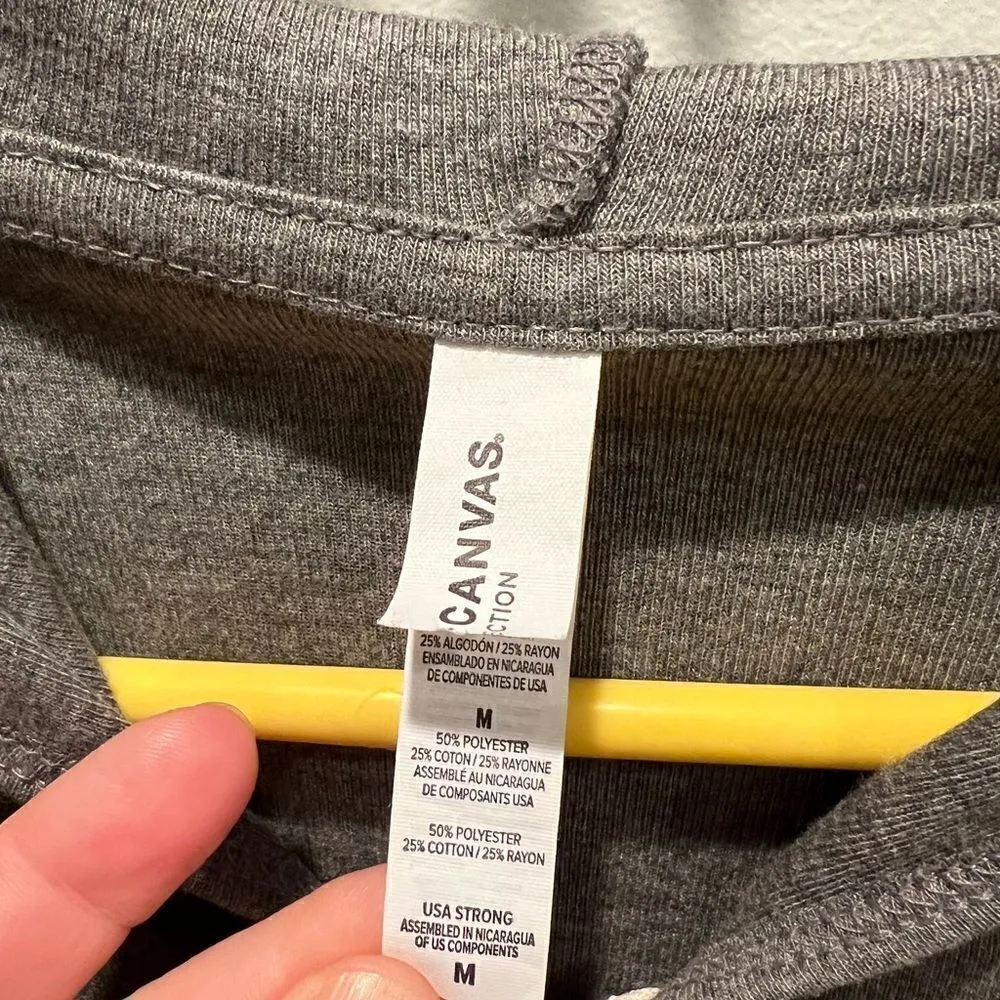 CANVAS®
CTION
25% ALGODÓN / 25% RAYON
ENSAMBLADO EN NICARAGUA
DE COMPONENTES DE USA
M
50% POLYESTER
25% COTON / 25% RAYONNE
ASSEMBLÉ AU NICARAGUA
DE COMPOSANTS USA
50% POLYESTER
25% COTTON / 25% RAYON
USA STRONG
ASSEMBLED IN NICARAGUA
OF US COMPONENTS
M